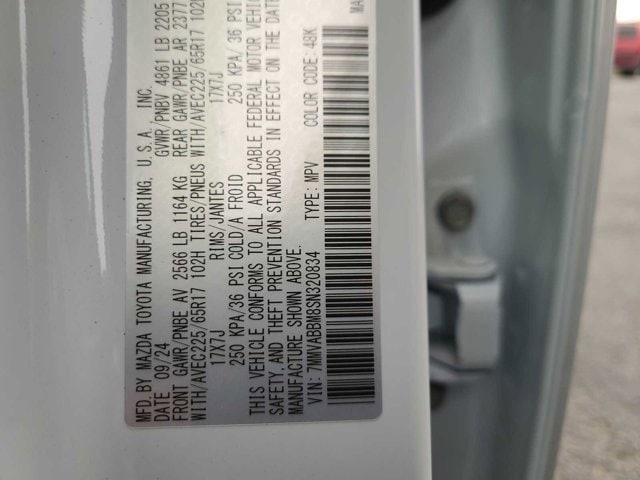 MFD. BY MAZDA TOYOTA MANUFACTURING, U.S.A., INC.
DATE 09/24 GVWR/PNBV 4861 LB 2205
FRONT GAWR/PNBE AV 2566 LB 1164 KG REAR GAWR/PNBE AR 2377
WITH/AVEC225/65R17 102H TIRES/PNEUS WITH/AVEC225/65R17 102H
17X7J RIMS/JANTES 17X7J
250 KPA/36 PSI COLD/A FROID 250 KPA/ 36 PSI
THIS VEHICLE CONFORMS TO ALL APPLICABLE FEDERAL MOTOR VEHICLE
SAFETY, AND THEFT PREVENTION STANDARDS IN EFFECT ON THE DATE
MANUFACTURE SHOWN ABOVE.
VIN: 7MMVABBM8SN320834 TYPE: MPV COLOR CODE: 48K
MA